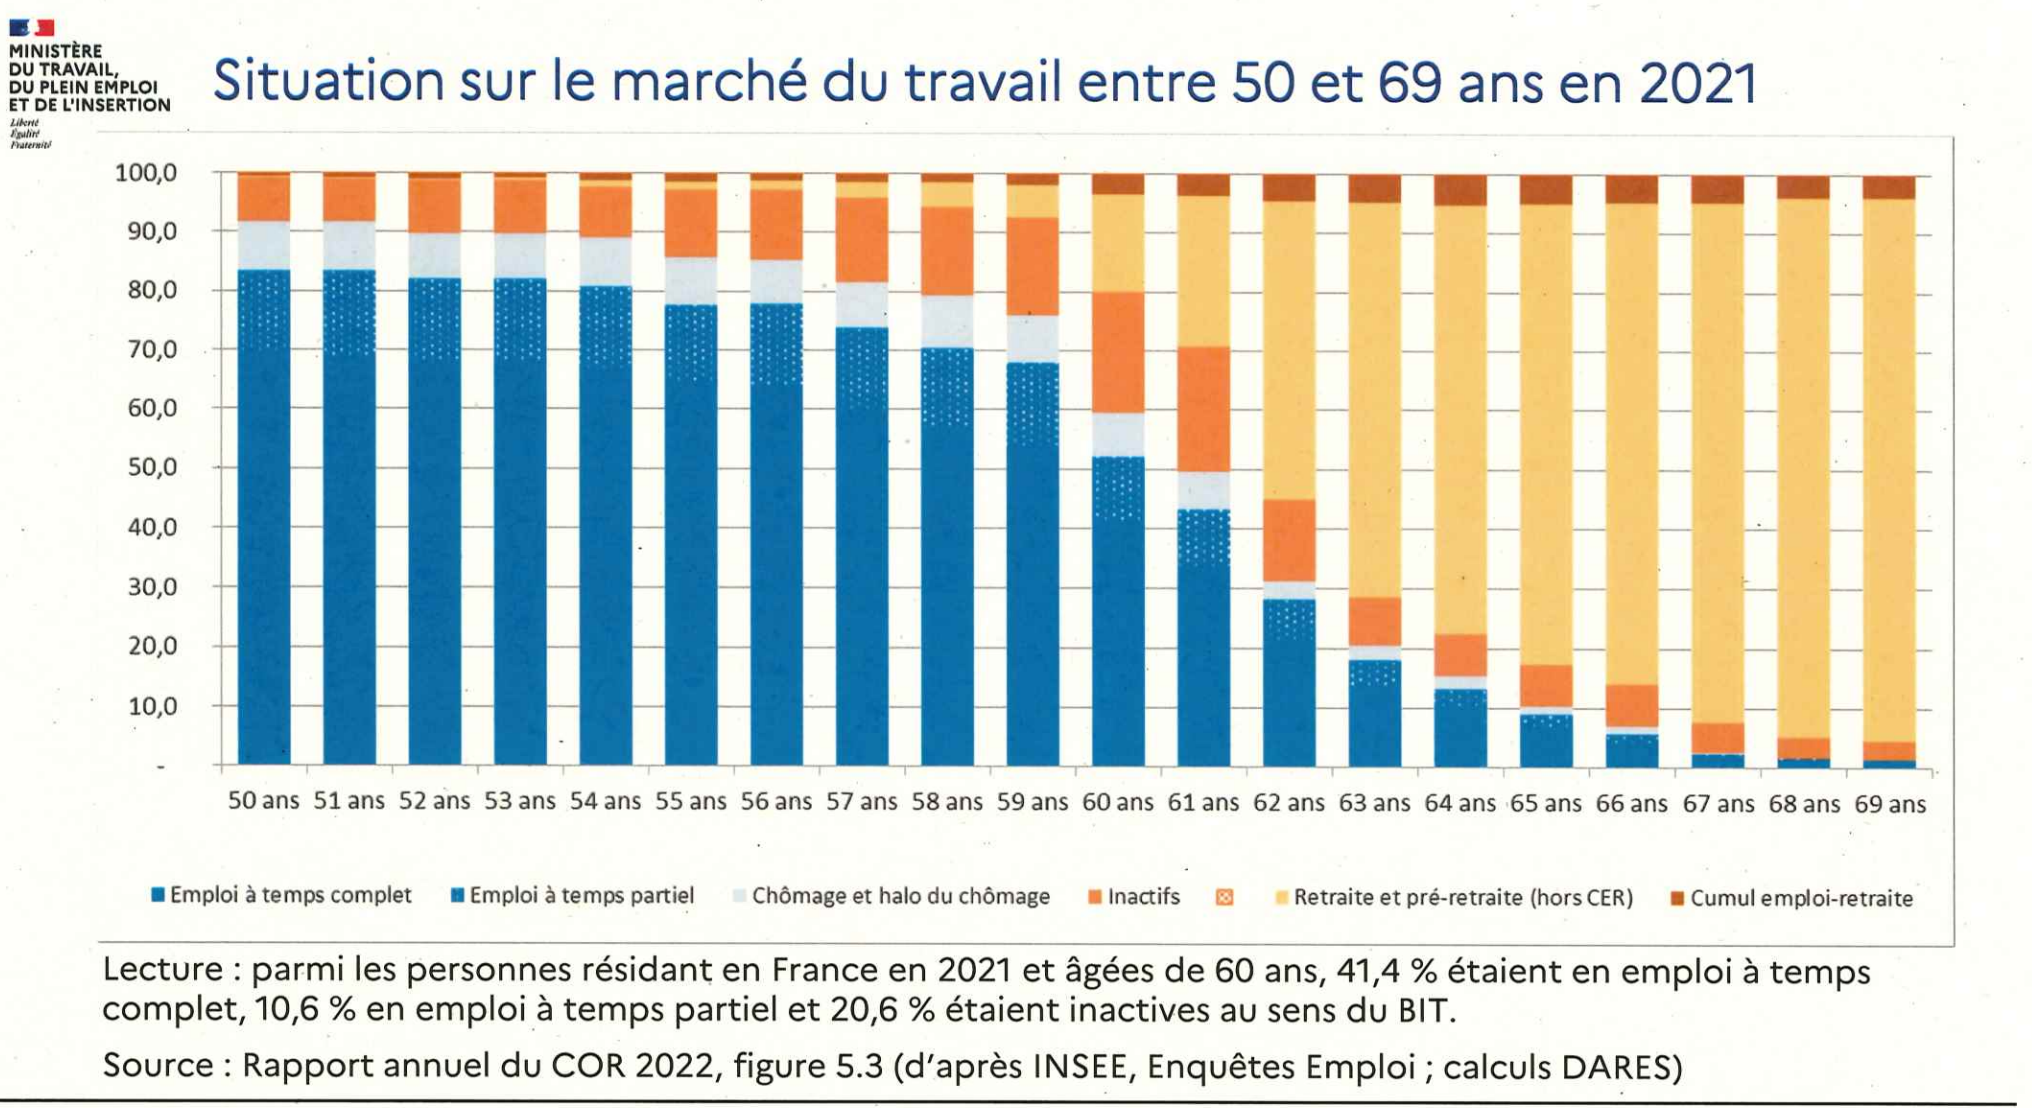 MINISTÈRE
DU TRAVAIL,
DU PLEIN EMPLOI
ET DE L'INSERTION
Liberté
Égalité
Fraternité
Situation sur le marché du travail entre 50 et 69 ans en 2021
100,0
90,0
80,0
70,0
60,0
50,0
40,0
30,0
20,0
10,0
-
50 ans 51 ans 52 ans 53 ans 54 ans 55 ans 56 ans 57 ans 58 ans 59 ans 60 ans 61 ans 62 ans 63 ans 64 ans 65 ans 66 ans 67 ans 68 ans 69 ans
Emploi à temps complet Emploi à temps partiel Chômage et halo du chômage Inactifs Retraite et pré-retraite (hors CER) Cumul emploi-retraite
Lecture : parmi les personnes résidant en France en 2021 et âgées de 60 ans, 41,4 % étaient en emploi à temps
complet, 10,6 % en emploi à temps partiel et 20,6 % étaient inactives au sens du BIT.
Source : Rapport annuel du COR 2022, figure 5.3 (d'après INSEE, Enquêtes Emploi ; calculs DARES)